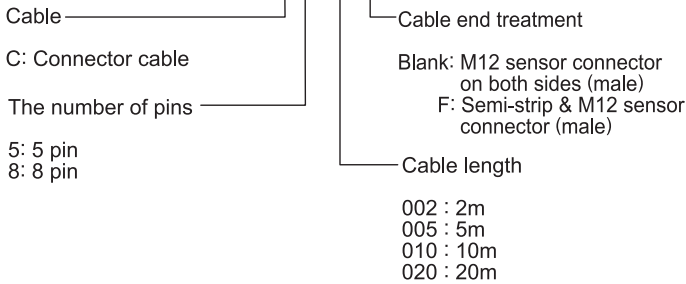 Cable
C: Connector cable
The number of pins
5: 5 pin
8: 8 pin
Cable end treatment
Blank: M12 sensor connector
on both sides (male)
F: Semi-strip & M12 sensor
connector (male)
Cable length
002 : 2m
005 : 5m
010 : 10m
020 : 20m